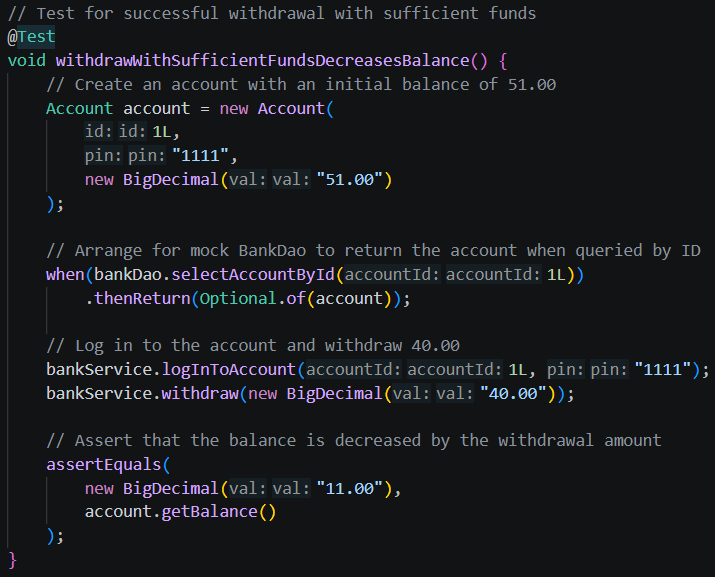 // Test for successful withdrawal with sufficient funds
@Test
void withdrawWithSufficientFundsDecreasesBalance() {
// Create an account with an initial balance of 51.00
Account account = new Account(
id: id: 1L,
pin: pin: "1111",
new BigDecimal(val: val: "51.00")
);
// Arrange for mock BankDao to return the account when queried by ID
when(bankDao.selectAccountById(accountId: accountId: 1L))
.thenReturn(Optional.of(account));
// Log in to the account and withdraw 40.00
bankService.logInToAccount(accountId: accountId: 1L, pin: pin: "1111");
bankService.withdraw(new BigDecimal(val: val: "40.00"));
// Assert that the balance is decreased by the withdrawal amount
assertEquals(
new BigDecimal(val: val: "11.00"),
account.getBalance()
);
}